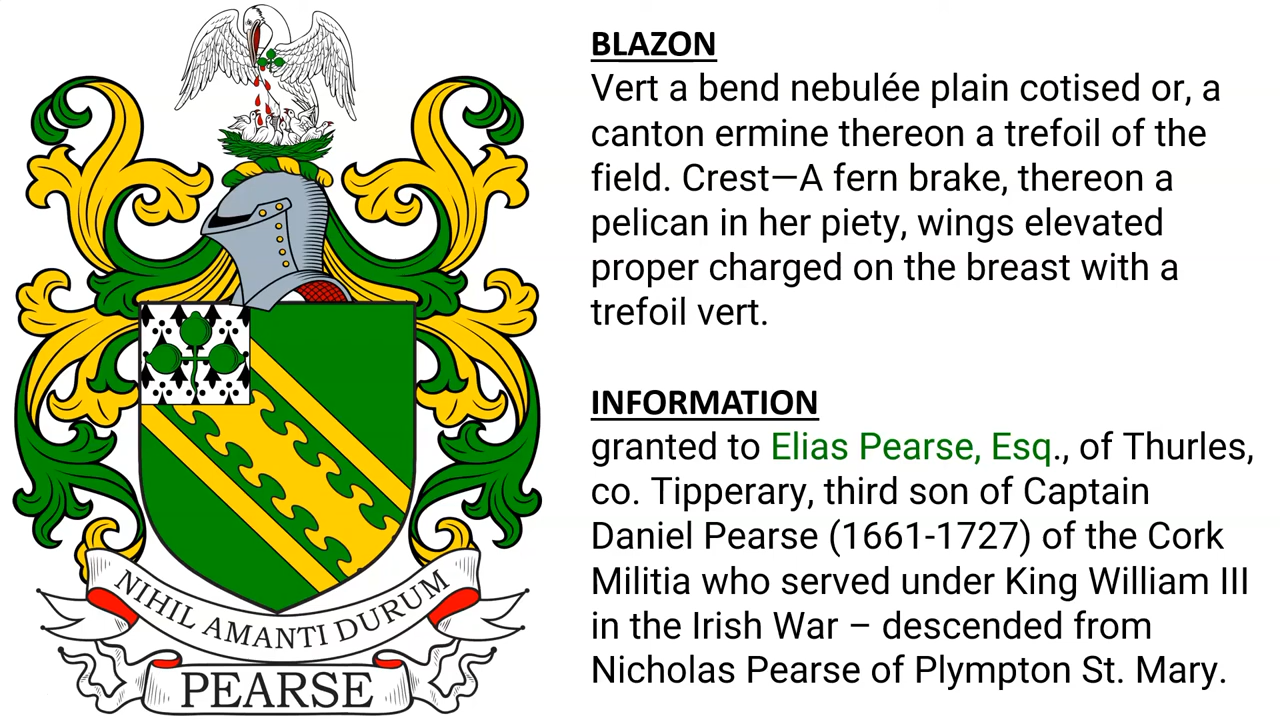 NIHIL AMANTI DURUM
PEARSE
BLAZON
Vert a bend nebulée plain cotised or, a
canton ermine thereon a trefoil of the
field. Crest—A fern brake, thereon a
pelican in her piety, wings elevated
proper charged on the breast with a
trefoil vert.
INFORMATION
granted to Elias Pearse, Esq., of Thurles,
co. Tipperary, third son of Captain
Daniel Pearse (1661-1727) of the Cork
Militia who served under King William III
in the Irish War – descended from
Nicholas Pearse of Plympton St. Mary.